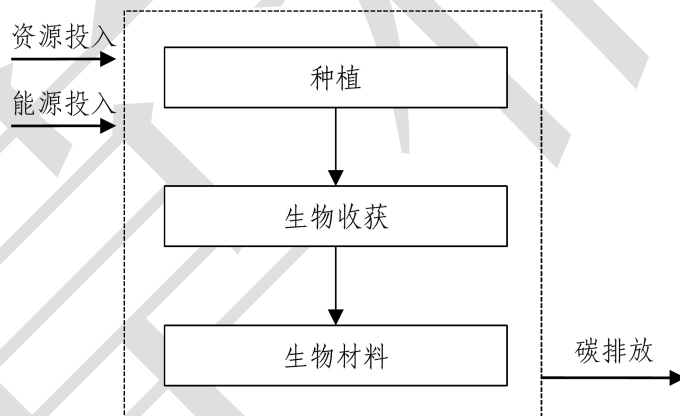 资源投入
能源投入
种植
生物收获
生物材料
碳排放